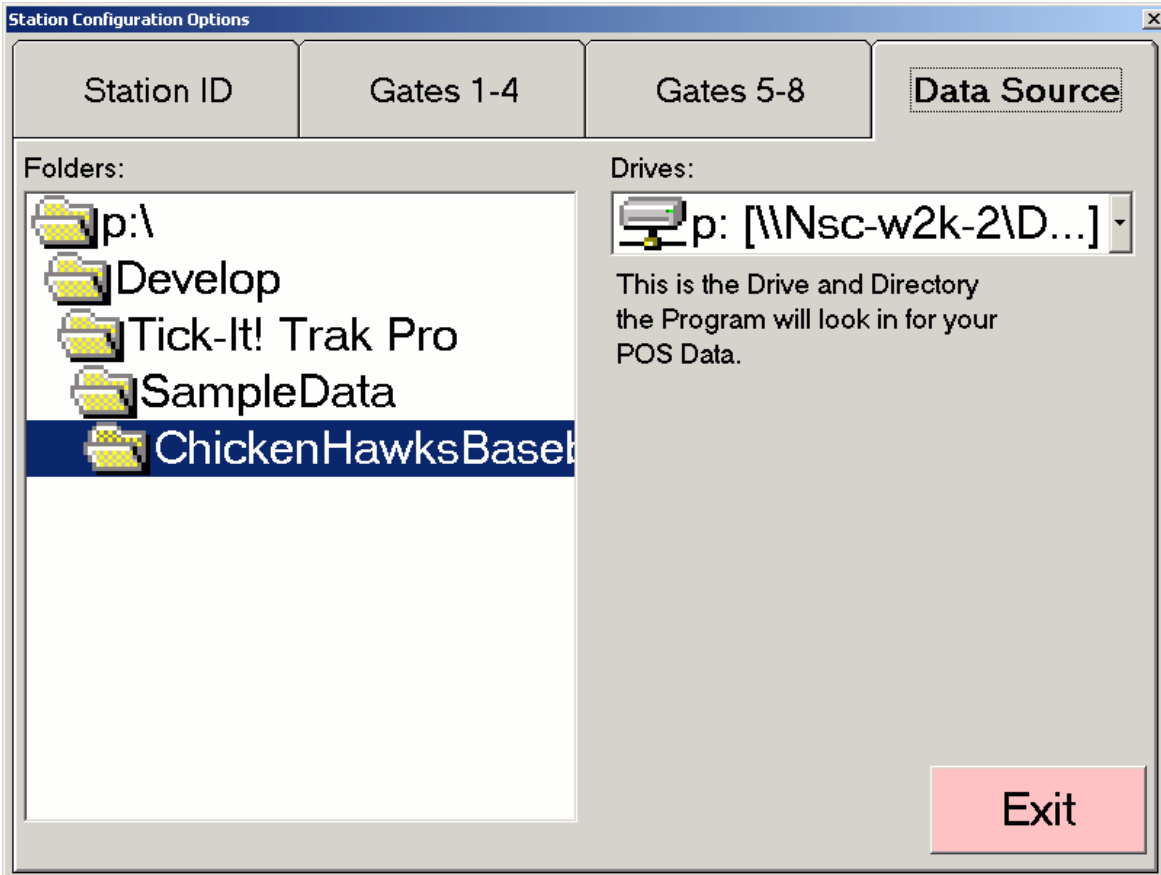 Station Configuration Options
Station ID
Gates 1-4
Gates 5-8
Data Source
Folders:
p:\
Develop
Tick-It! Trak Pro
SampleData
ChickenHawksBaseb
Drives:
p: [\\Nsc-w2k-2\D...]
This is the Drive and Directory
the Program will look in for your
POS Data.
Exit